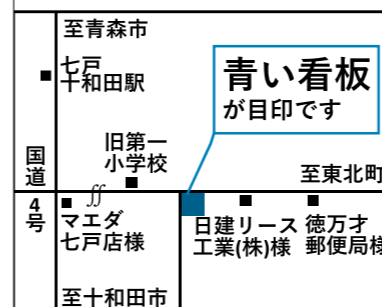 至青森市
七戸
十和田駅
青い看板
が目印です
旧第一
小学校
国道
4号
至東北町
マエダ
七戸店様
日建リース
工業(株)様
徳万才
郵便局様
至十和田市